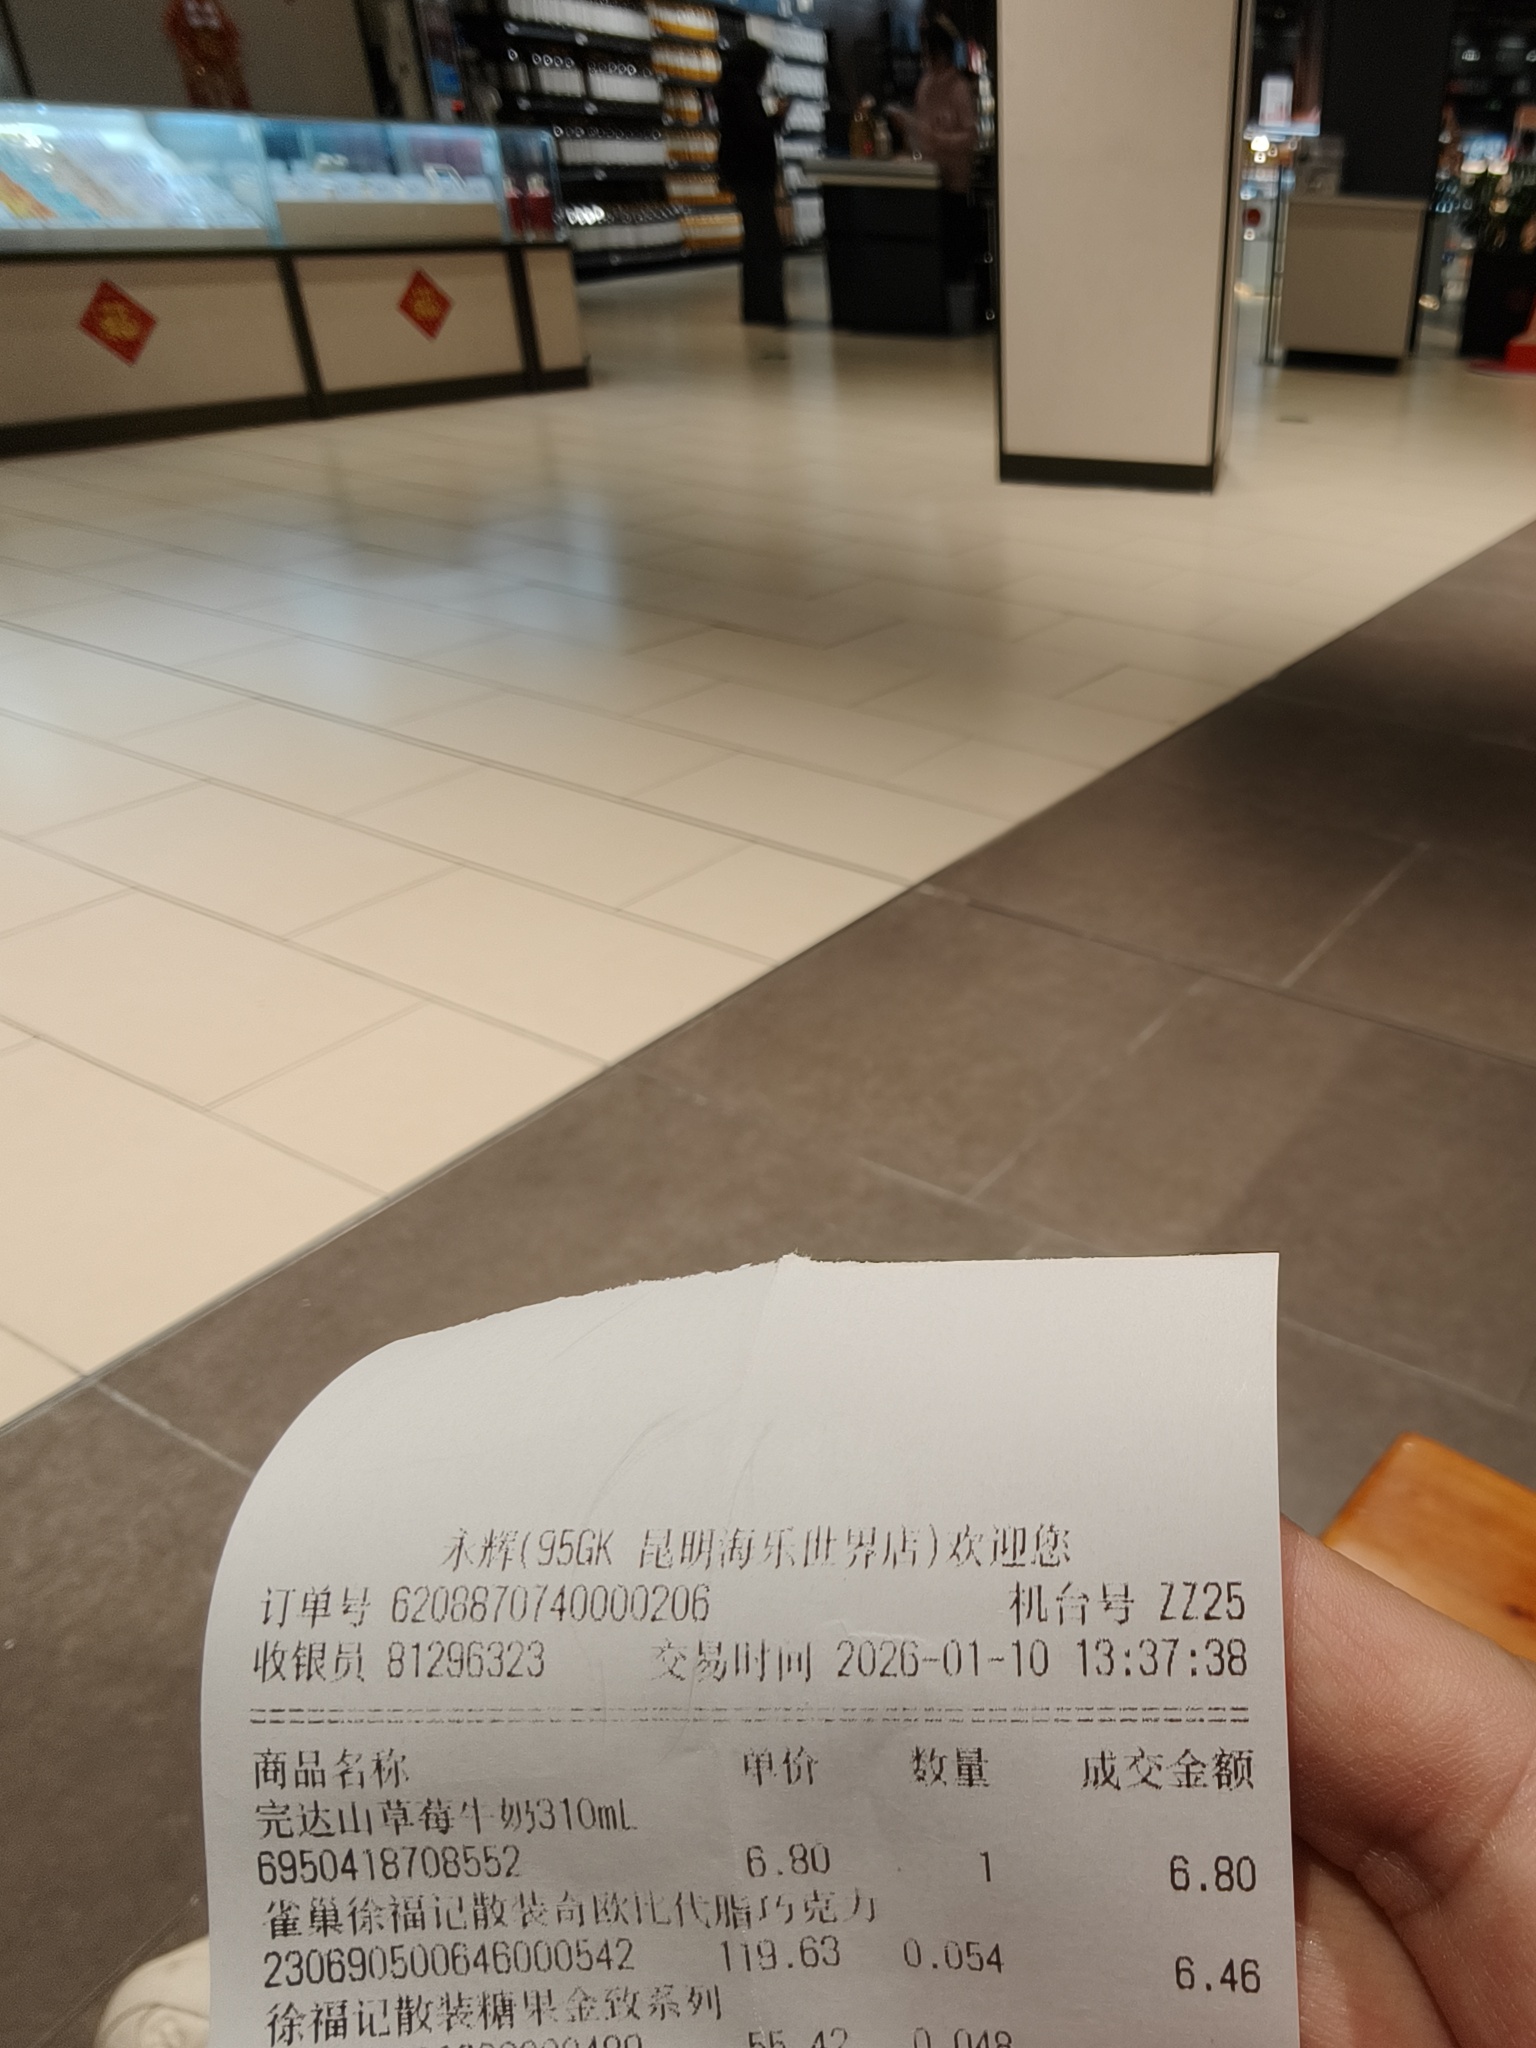 永辉(95GK 昆明海乐世界店)欢迎您
订单号 6208870740000206 机台号 ZZ25
收银员 81296323 交易时间 2026-01-10 13:37:38
商品名称 单价 数量 成交金额
完达山草莓牛奶310mL
6950418708552 6.80 1 6.80
雀巢徐福记散装奇欧比代脂巧克力
230690500646000542 119.63 0.054 6.46
徐福记散装糖果金致系列
55.42 0.048